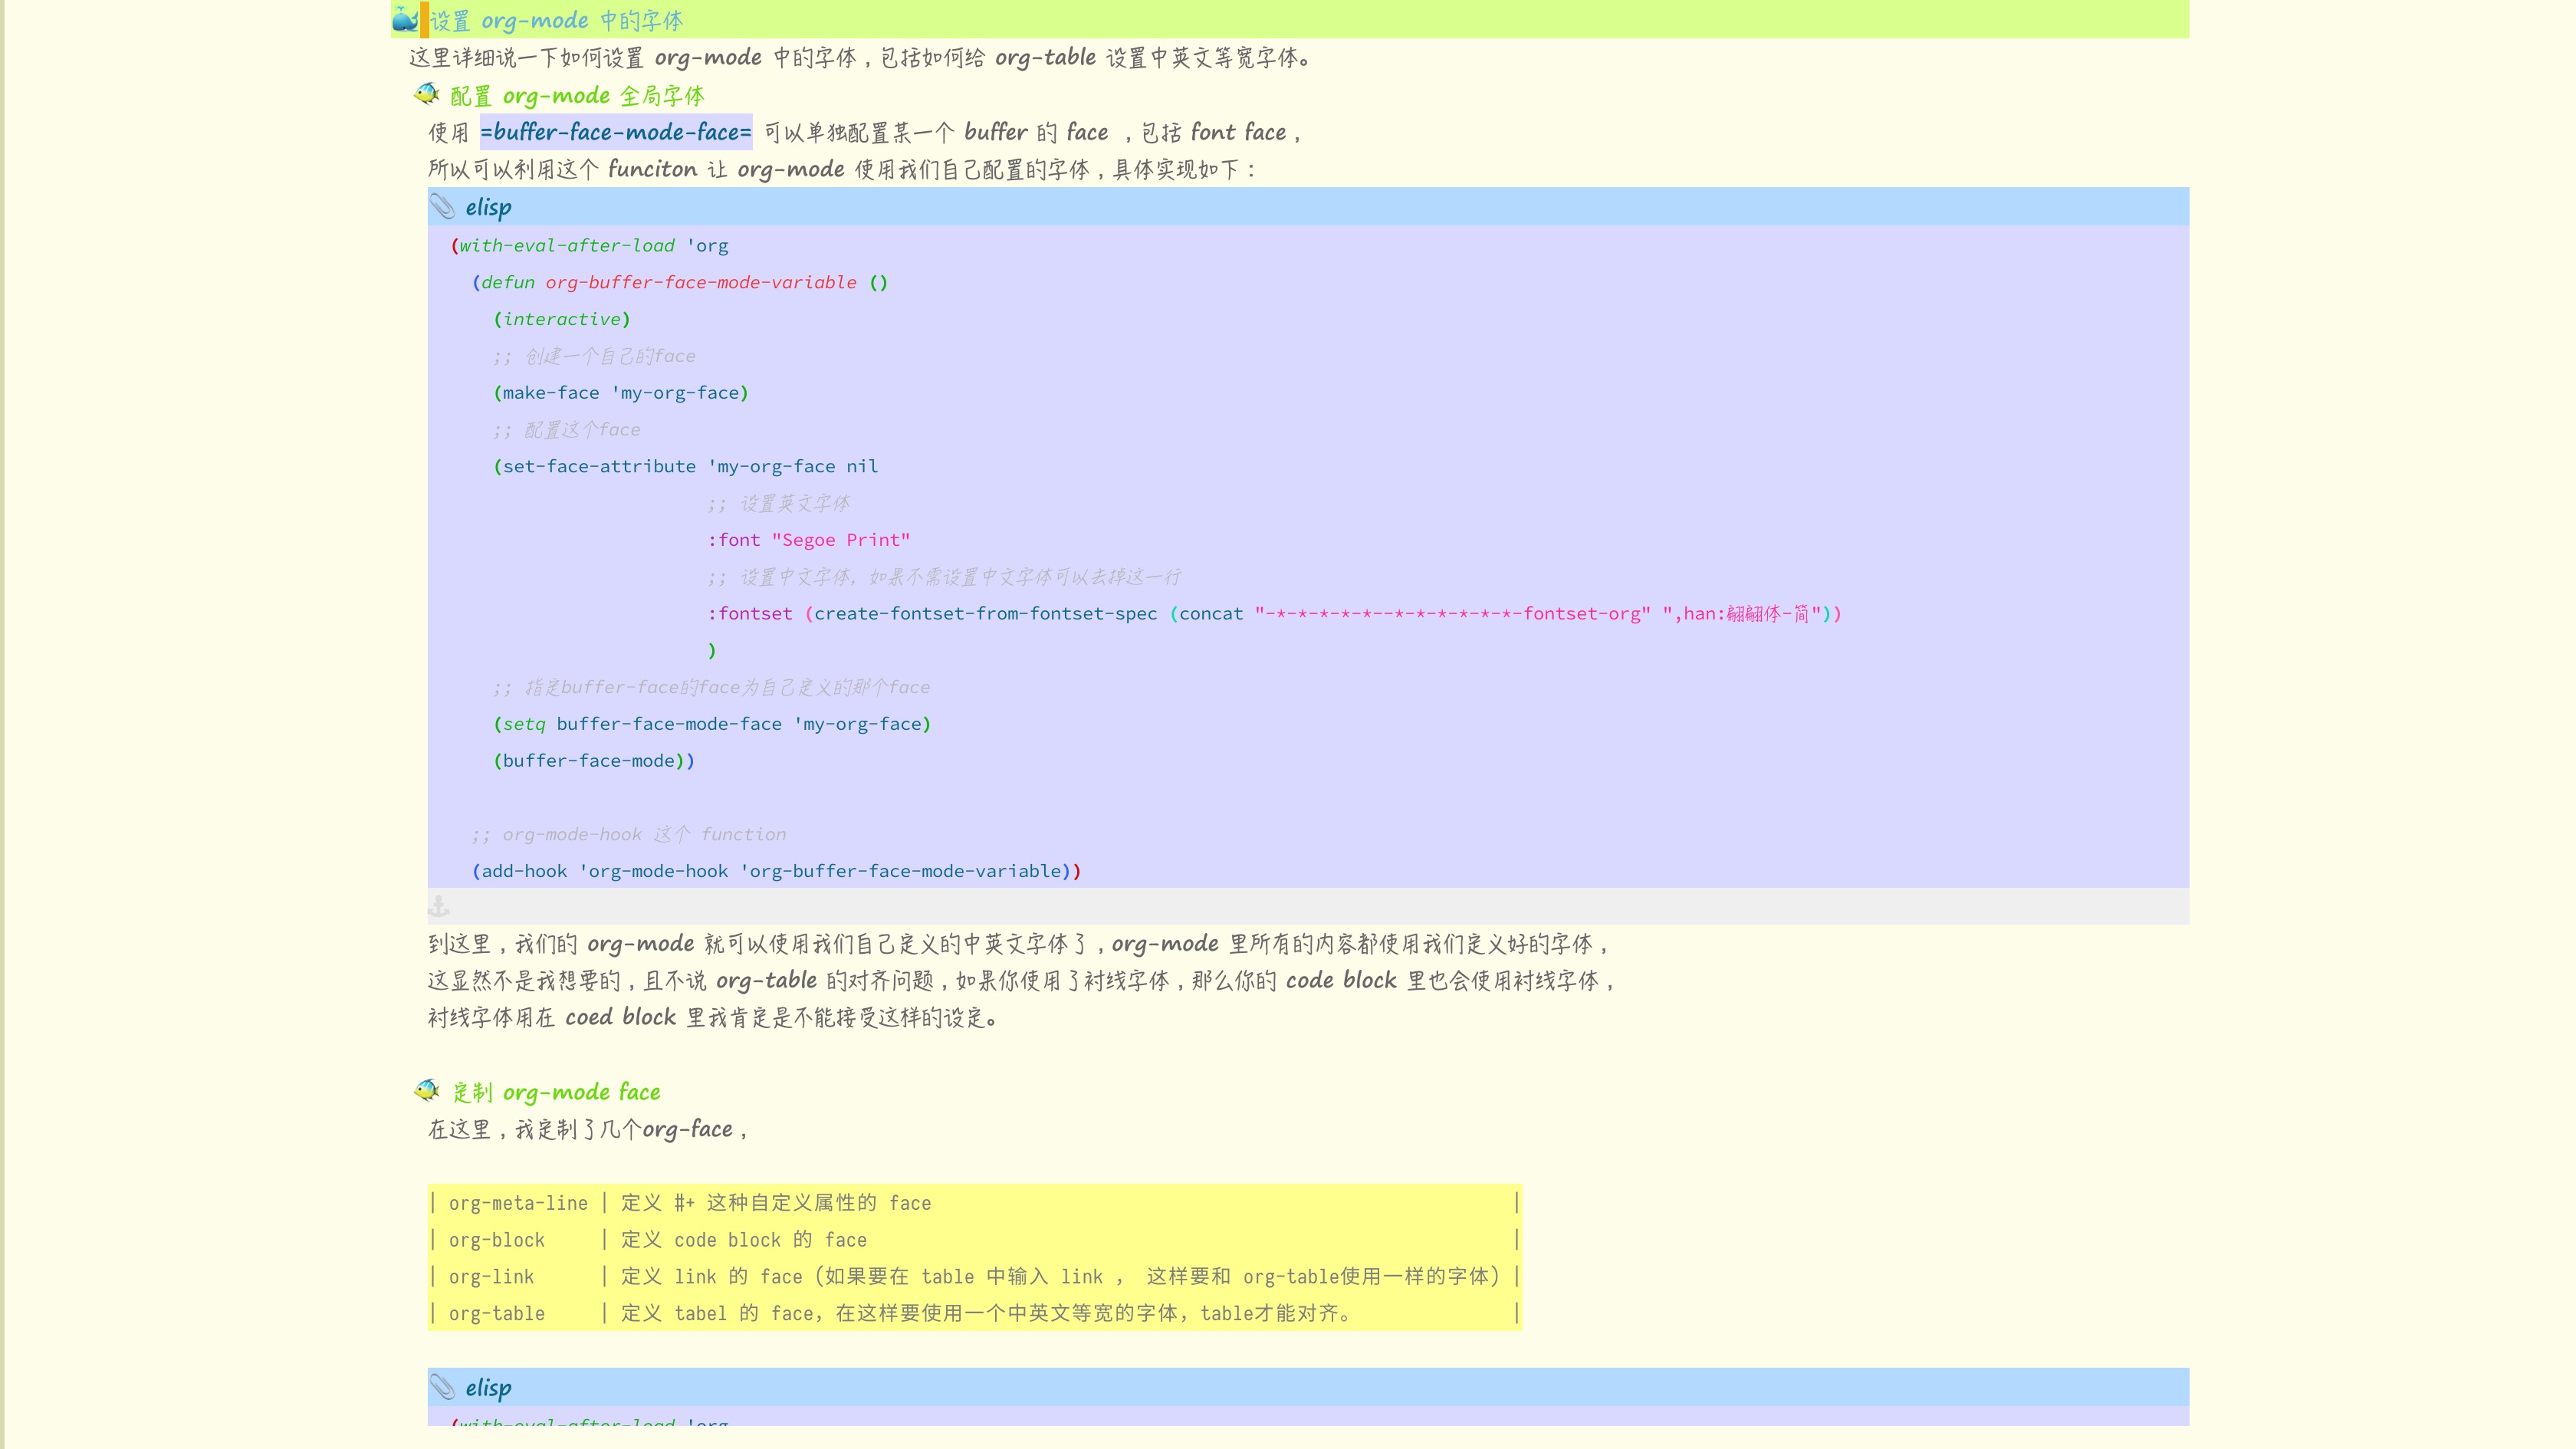 设置 org-mode 中的字体
这里详细说一下如何设置 org-mode 中的字体，包括如何给 org-table 设置中英文等宽字体。
配置 org-mode 全局字体
使用 =buffer-face-mode-face= 可以单独配置某一个 buffer 的 face ，包括 font face，
所以可以利用这个 funciton 让 org-mode 使用我们自己配置的字体，具体实现如下：
elisp
(with-eval-after-load 'org
(defun org-buffer-face-mode-variable ()
(interactive)
;; 创建一个自己的face
(make-face 'my-org-face)
;; 配置这个face
(set-face-attribute 'my-org-face nil
;; 设置英文字体
:font "Segoe Print"
;; 设置中文字体，如果不需设置中文字体可以去掉这一行
:fontset (create-fontset-from-fontset-spec (concat "-*-*-*-*-*--*-*-*-*-*-*-fontset-org" ",han:翩翩体-简"))
)
;; 指定buffer-face的face为自己定义的那个face
(setq buffer-face-mode-face 'my-org-face)
(buffer-face-mode))
;; org-mode-hook 这个 function
(add-hook 'org-mode-hook 'org-buffer-face-mode-variable))
到这里，我们的 org-mode 就可以使用我们自己定义的中英文字体了，org-mode 里所有的内容都使用我们定义好的字体，
这显然不是我想要的，且不说 org-table 的对齐问题，如果你使用了衬线字体，那么你的 code block 里也会使用衬线字体，
衬线字体用在 coed block 里我肯定是不能接受这样的设定。
定制 org-mode face
在这里，我定制了几个org-face，
| org-meta-line | 定义 #+ 这种自定义属性的 face |
| org-block | 定义 code block 的 face |
| org-link | 定义 link 的 face（如果要在 table 中输入 link ， 这样要和 org-table使用一样的字体） |
| org-table | 定义 tabel 的 face，在这样要使用一个中英文等宽的字体，table才能对齐。 |
elisp
(with-eval-after-load 'org